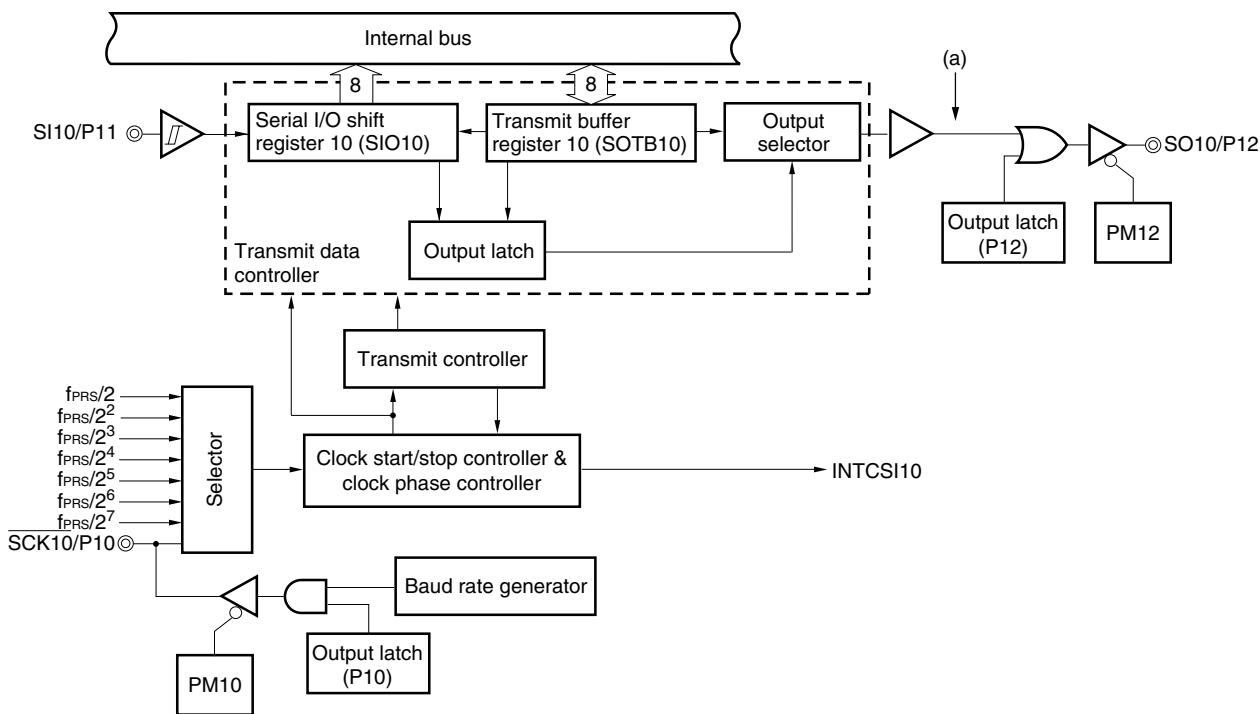 Internal bus
(a)
8
8
SI10/P11
Serial I/O shift
register 10 (SIO10)
Transmit buffer
register 10 (SOTB10)
Output
selector
SO10/P12
Output latch
(P12)
PM12
Transmit data
controller
Output latch
Transmit controller
fPRS/2
fPRS/2²
fPRS/2³
fPRS/2⁴
fPRS/2⁵
fPRS/2⁶
fPRS/2⁷
SCK10/P10
Selector
Clock start/stop controller &
clock phase controller
INTCSI10
Baud rate generator
Output latch
(P10)
PM10